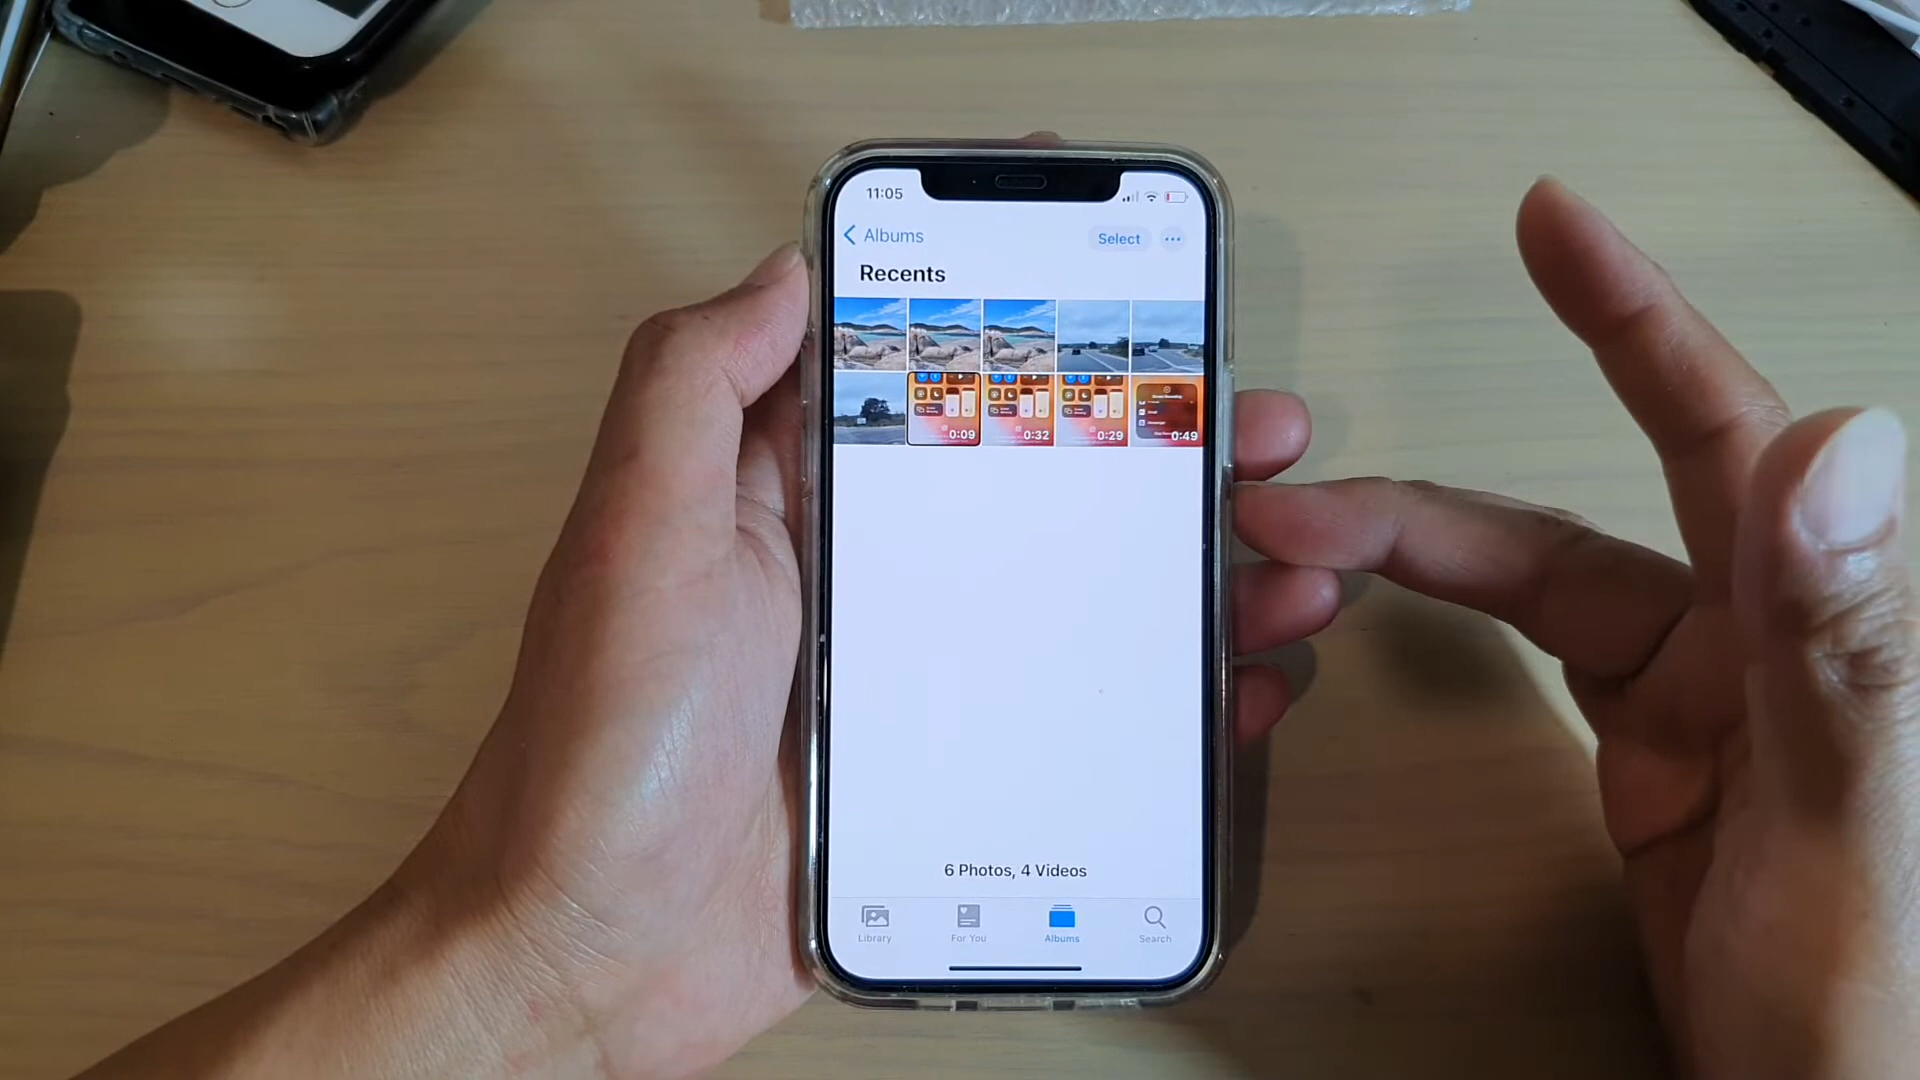 11:05
Albums
Select
Recents
0:09
0:32
0:29
0:49
6 Photos, 4 Videos
Library
For You
Albums
Search